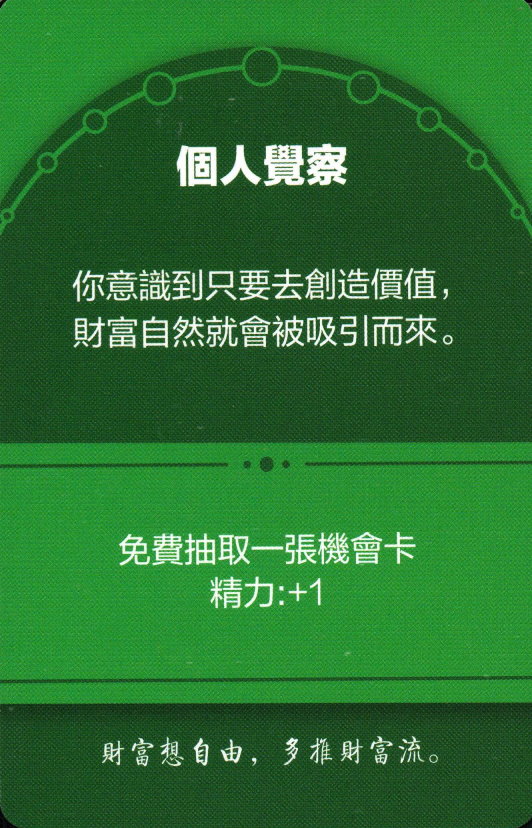 個人覺察
你意識到只要去創造價值，
財富自然就會被吸引而來。
免費抽取一張機會卡
精力:+1
財富想自由，多推財富流。